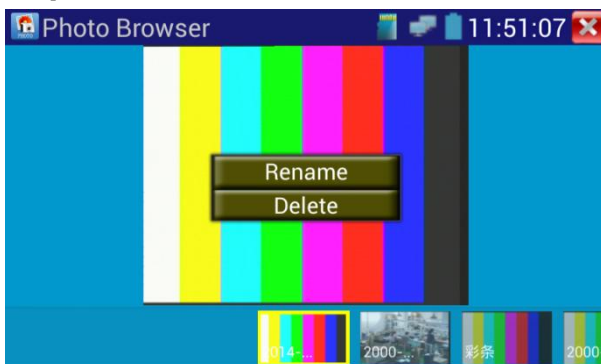 Photo Browser 11:51:07
Rename
Delete
2014-...
2000-...
彩条
2000